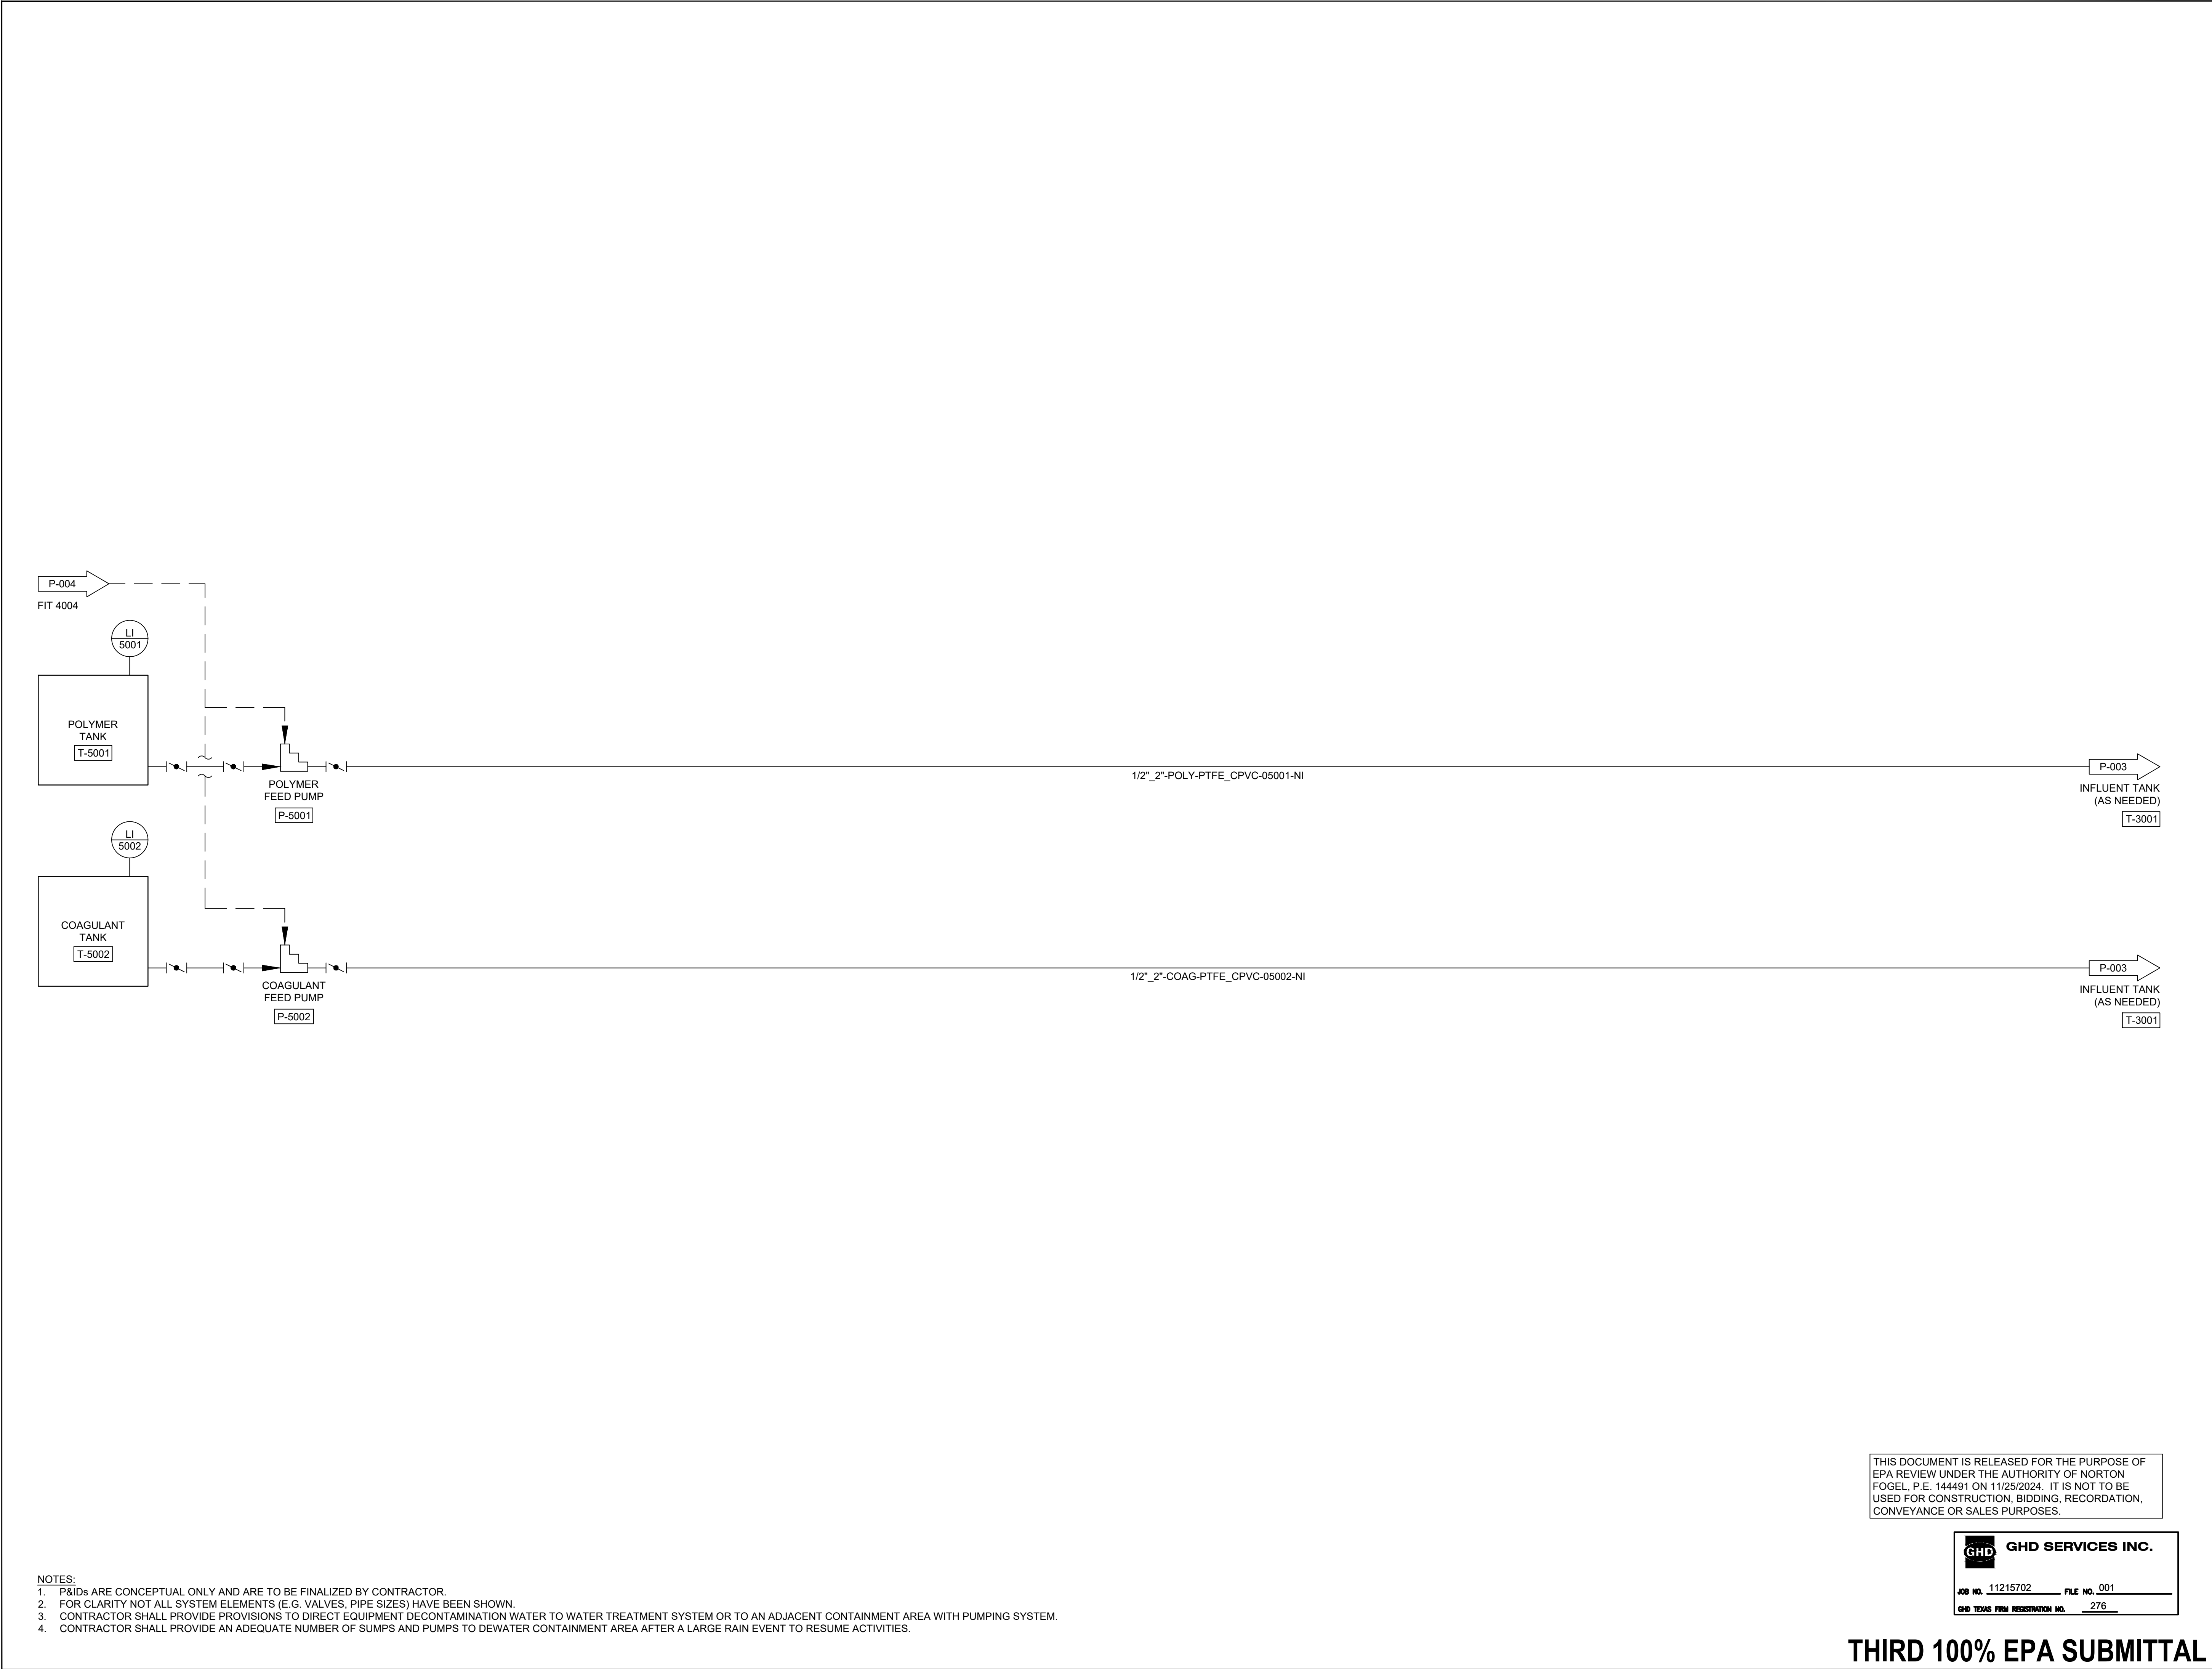 P-004
FIT 4004
LI
5001
POLYMER
TANK
T-5001
POLYMER
FEED PUMP
P-5001
1/2"_2"-POLY-PTFE_CPVC-05001-NI
P-003
INFLUENT TANK
(AS NEEDED)
T-3001
LI
5002
COAGULANT
TANK
T-5002
COAGULANT
FEED PUMP
P-5002
1/2"_2"-COAG-PTFE_CPVC-05002-NI
P-003
INFLUENT TANK
(AS NEEDED)
T-3001
THIS DOCUMENT IS RELEASED FOR THE PURPOSE OF
EPA REVIEW UNDER THE AUTHORITY OF NORTON
FOGEL, P.E. 144491 ON 11/25/2024. IT IS NOT TO BE
USED FOR CONSTRUCTION, BIDDING, RECORDATION,
CONVEYANCE OR SALES PURPOSES.
GHD GHD SERVICES INC.
JOB NO. 11215702 FILE NO. 001
GHD TEXAS FIRM REGISTRATION NO. 276
NOTES:
1. P&IDs ARE CONCEPTUAL ONLY AND ARE TO BE FINALIZED BY CONTRACTOR.
2. FOR CLARITY NOT ALL SYSTEM ELEMENTS (E.G. VALVES, PIPE SIZES) HAVE BEEN SHOWN.
3. CONTRACTOR SHALL PROVIDE PROVISIONS TO DIRECT EQUIPMENT DECONTAMINATION WATER TO WATER TREATMENT SYSTEM OR TO AN ADJACENT CONTAINMENT AREA WITH PUMPING SYSTEM.
4. CONTRACTOR SHALL PROVIDE AN ADEQUATE NUMBER OF SUMPS AND PUMPS TO DEWATER CONTAINMENT AREA AFTER A LARGE RAIN EVENT TO RESUME ACTIVITIES.
THIRD 100% EPA SUBMITTAL